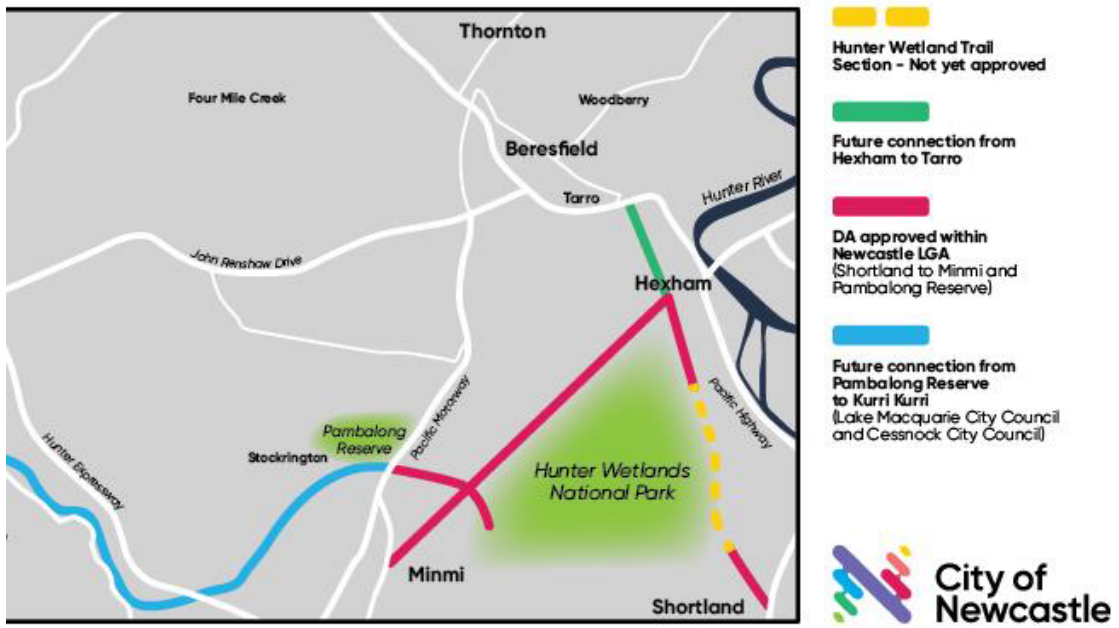 Thornton
Four Mile Creek
Woodberry
Beresfield
Tarro
Hunter River
John Renshaw Drive
Hexham
Pacific Motorway
Pacific Highway
Pambalong
Reserve
Stockrington
Hunter Expressway
Hunter Wetlands
National Park
Minmi
Shortland
Hunter Wetland Trail
Section - Not yet approved
Future connection from
Hexham to Tarro
DA approved within
Newcastle LGA
(Shortland to Minmi and
Pambalong Reserve)
Future connection from
Pambalong Reserve
to Kurri Kurri
(Lake Macquarie City Council
and Cessnock City Council)
City of
Newcastle